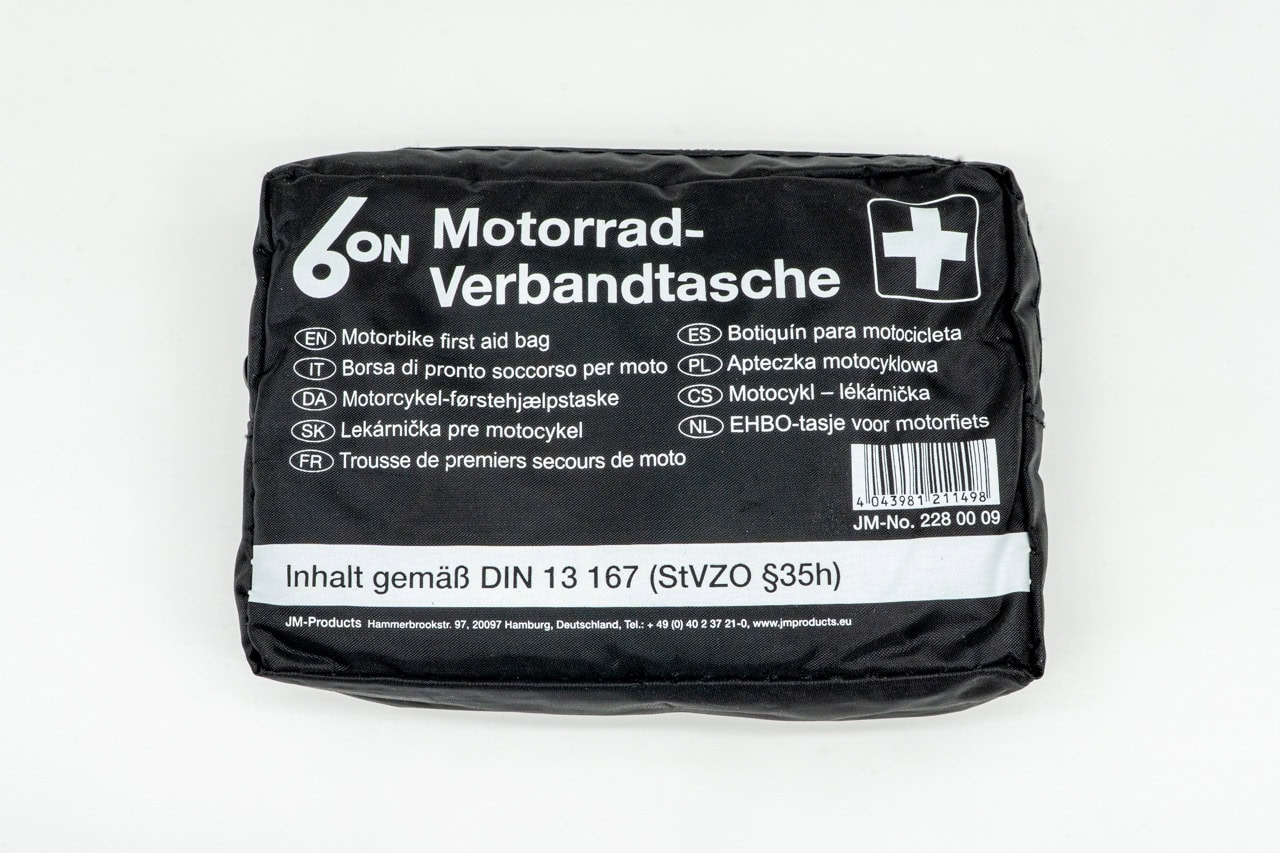 6ON
Motorrad-
Verbandtasche
EN Motorbike first aid bag
IT Borsa di pronto soccorso per moto
DA Motorcykel-førstehjælpstaske
SK Lekárnička pre motocykel
FR Trousse de premiers secours de moto
ES Botiquín para motocicleta
PL Apteczka motocyklowa
CS Motocykl – lékárnička
NL EHBO-tasje voor motorfiets
4 043981 211498
JM-No. 228 00 09
Inhalt gemäß DIN 13 167 (StVZO §35h)
JM-Products Hammerbrookstr. 97, 20097 Hamburg, Deutschland, Tel.: + 49 (0) 40 2 37 21-0, www.jmproducts.eu